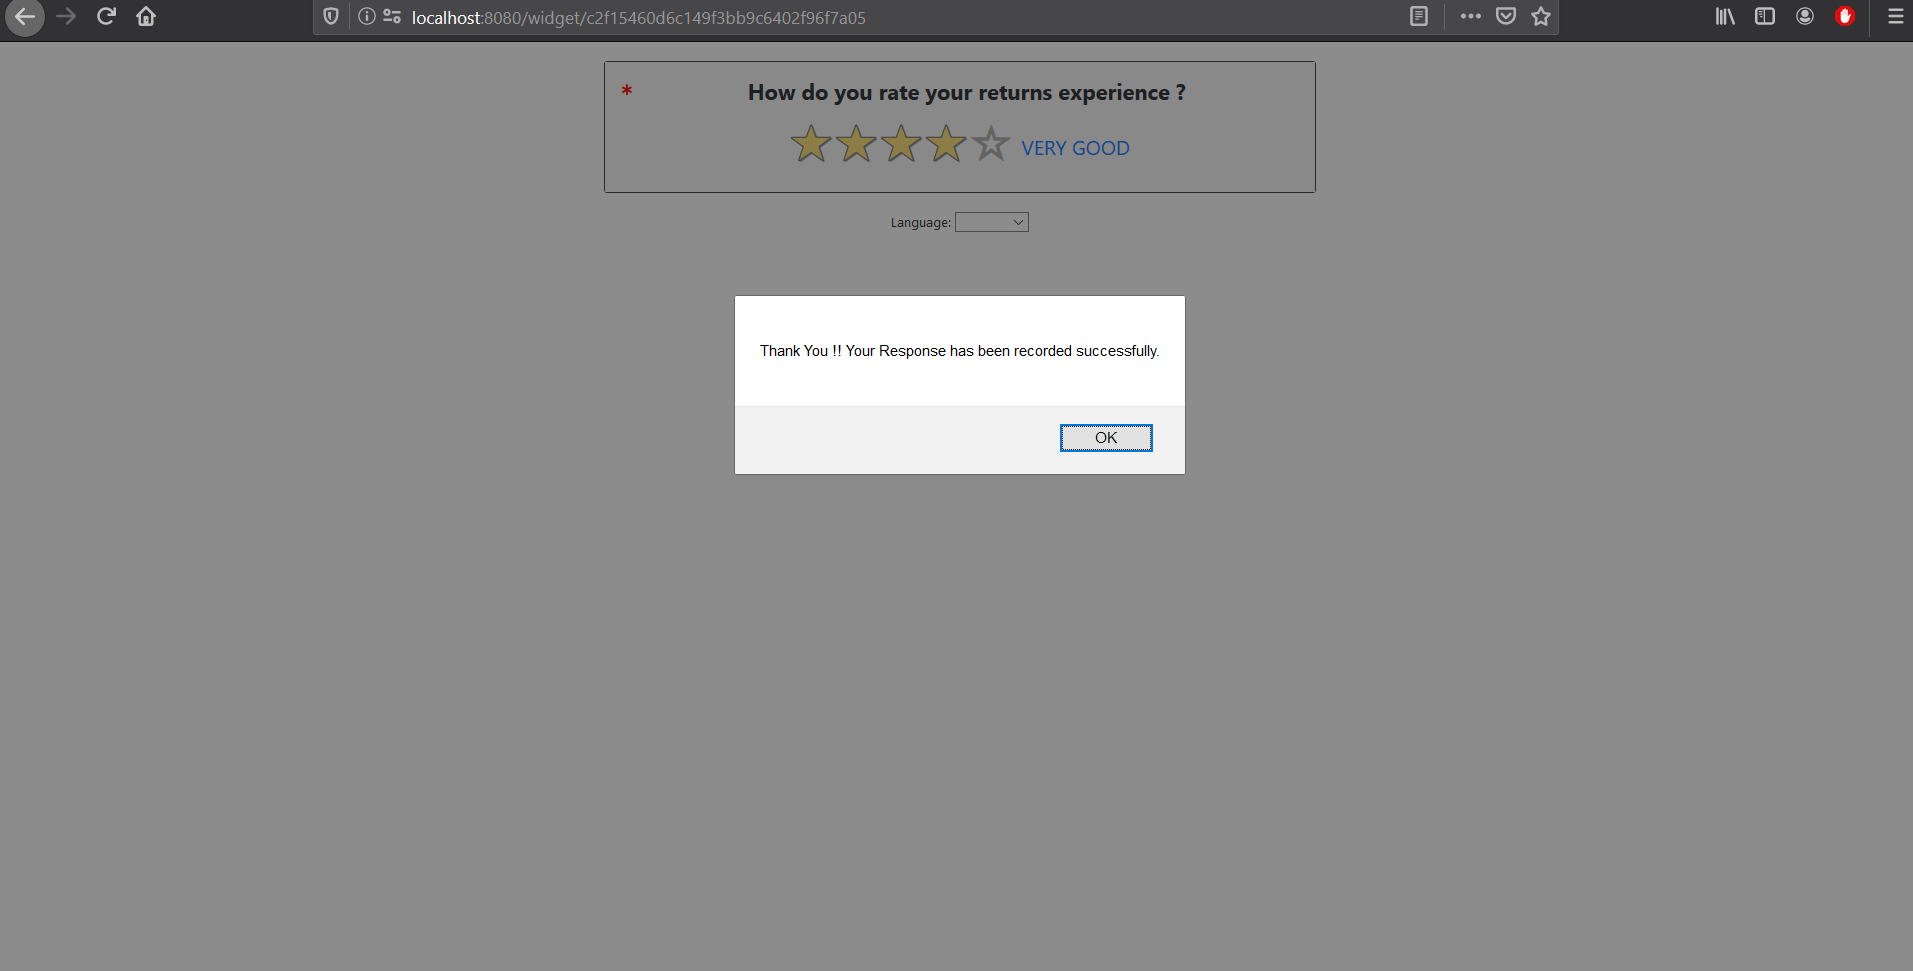 localhost:8080/widget/c2f15460d6c149f3bb9c6402f96f7a05
* How do you rate your returns experience ?
VERY GOOD
Language:
Thank You !! Your Response has been recorded successfully.
OK